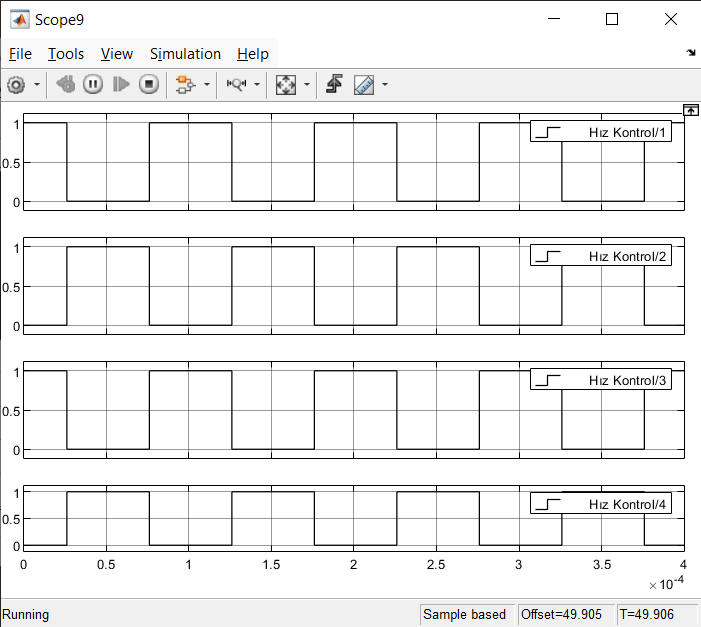 Scope9
File Tools View Simulation Help
1
0.5
0
Hız Kontrol/1
1
0.5
0
Hız Kontrol/2
1
0.5
0
Hız Kontrol/3
1
0.5
0
Hız Kontrol/4
0 0.5 1 1.5 2 2.5 3 3.5 4
×10-4
Running Sample based Offset=49.905 T=49.906